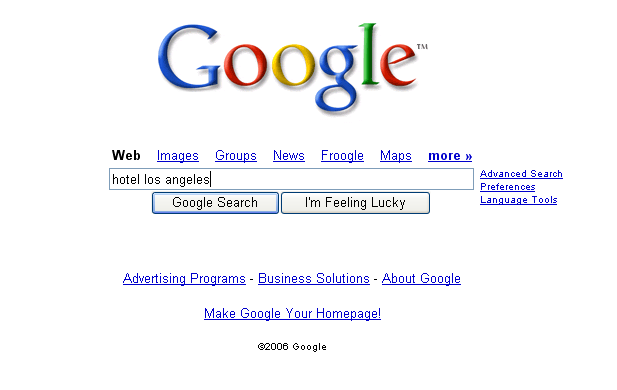 Google™
Web Images Groups News Froogle Maps more »
hotel los angeles
Advanced Search
Preferences
Language Tools
Google Search I'm Feeling Lucky
Advertising Programs - Business Solutions - About Google
Make Google Your Homepage!
©2006 Google